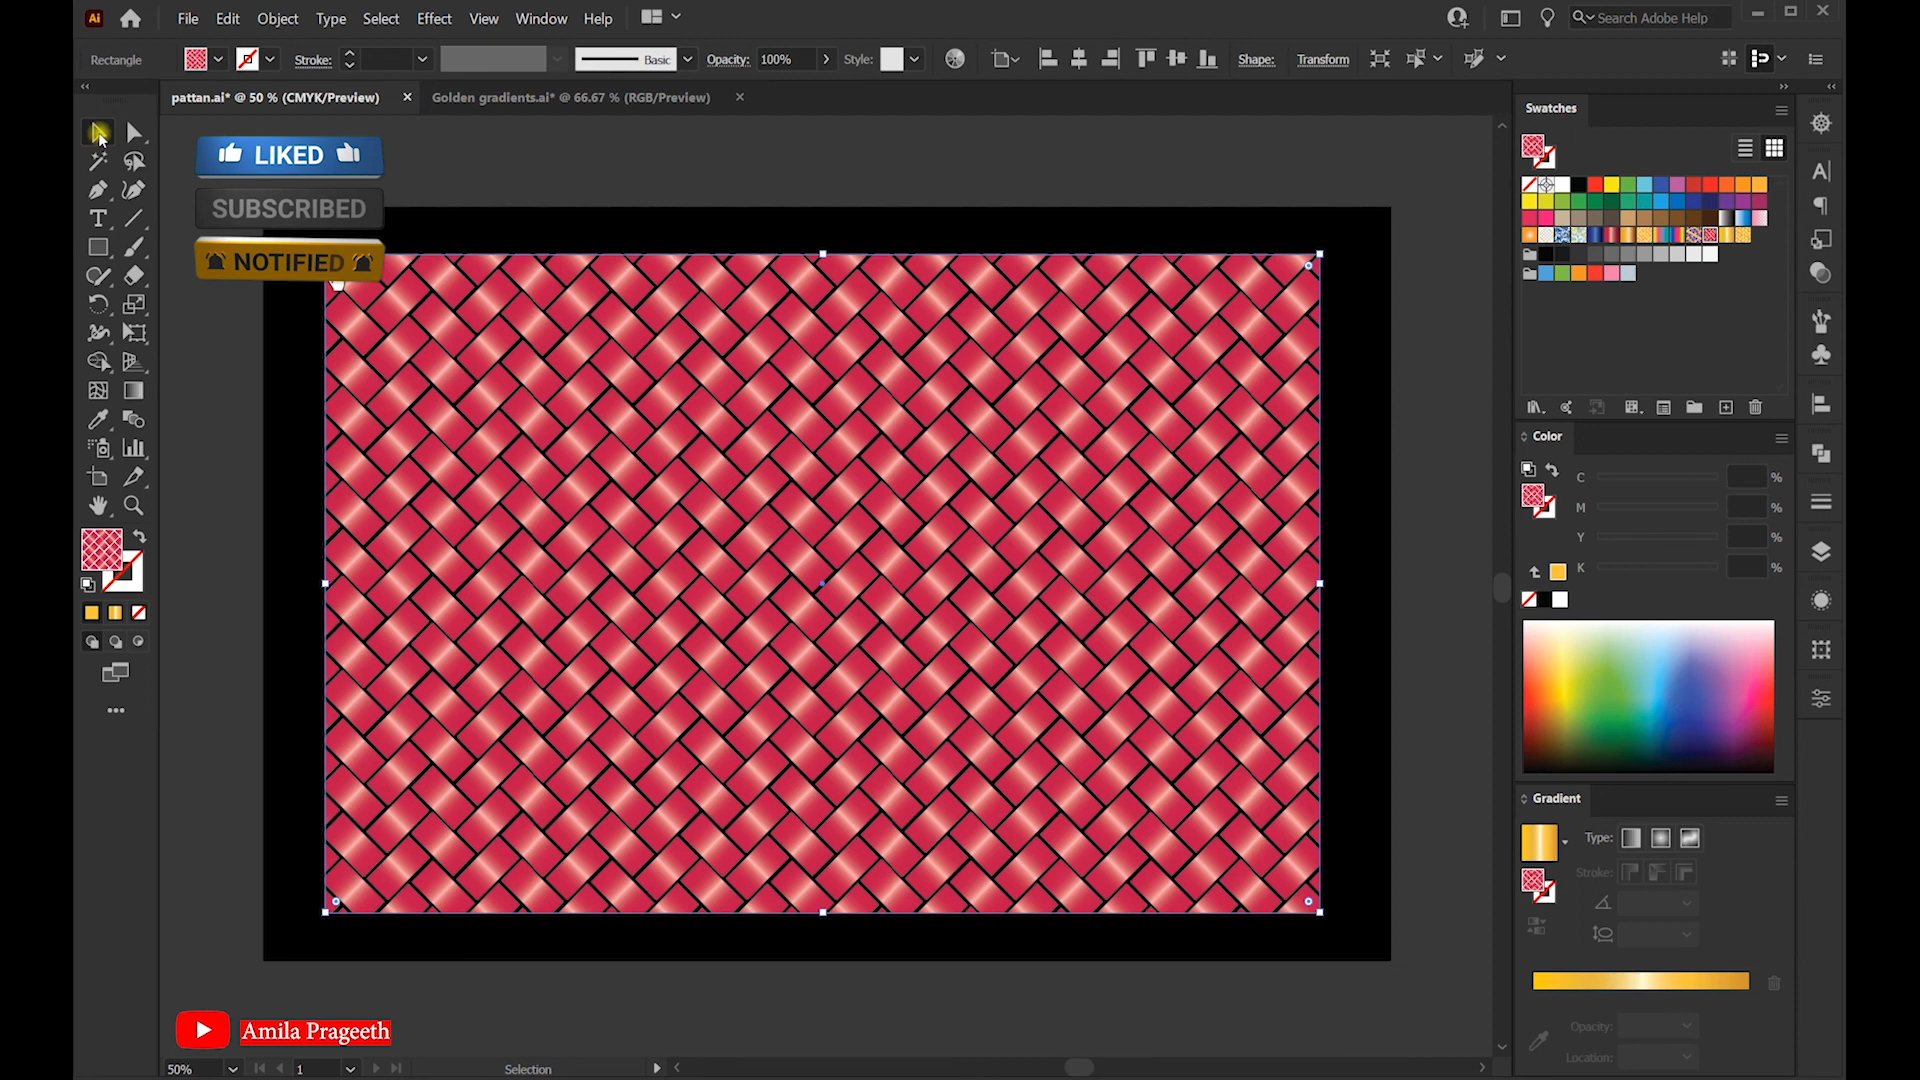 Ai File Edit Object Type Select Effect View Window Help Search Adobe Help
Rectangle Stroke: Basic Opacity: 100% Style: Shape: Transform
pattan.ai* @ 50 % (CMYK/Preview) × Golden gradients.ai* @ 66.67 % (RGB/Preview) ×
Swatches
LIKED
SUBSCRIBED
NOTIFIED
Color
C %
M %
Y %
K %
Gradient
Type:
Stroke:
Opacity:
Location:
Amila Prageeth
50% 1 Selection